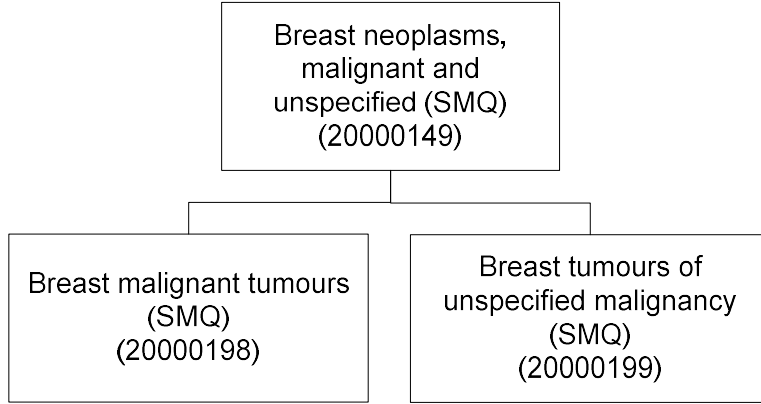 Breast neoplasms,
malignant and
unspecified (SMQ)
(20000149)
Breast malignant tumours
(SMQ)
(20000198)
Breast tumours of
unspecified malignancy
(SMQ)
(20000199)